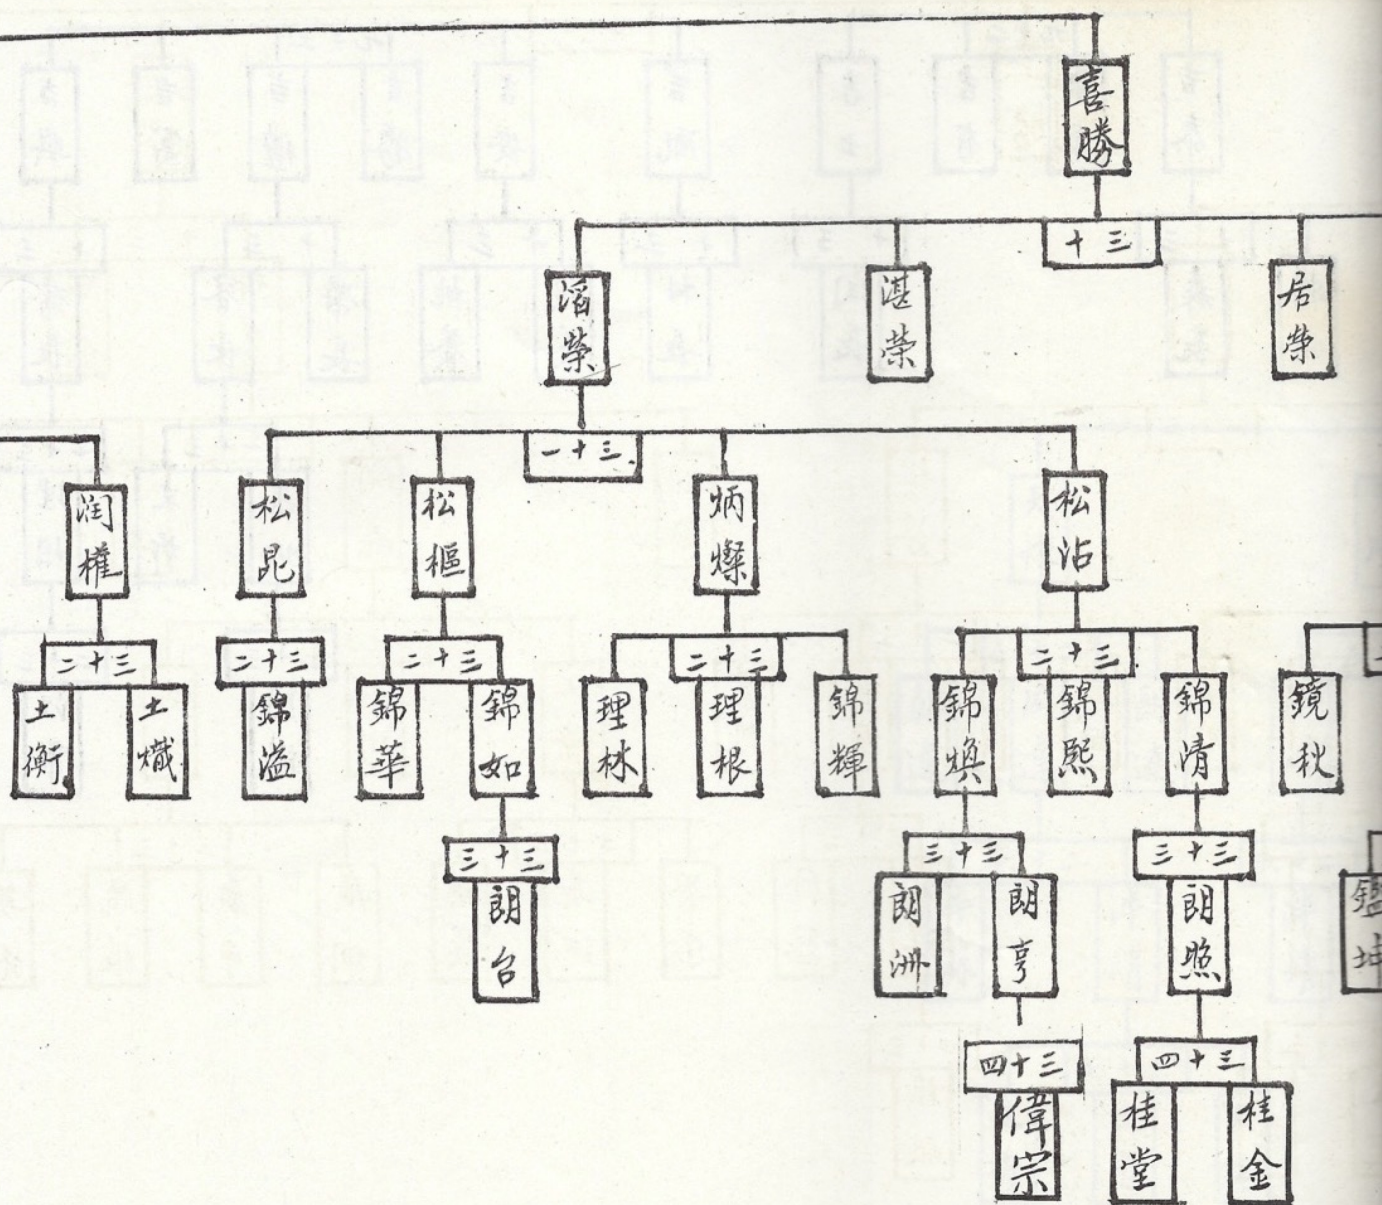 喜勝
十三
滔榮
湛榮
居榮
一十三
潤權
松昆
松樞
炳燦
松沾
二十三
二十三
二十三
二十三
二十三
土衡
土熾
錦溢
錦華
錦如
理林
理根
錦輝
錦煥
錦熙
錦清
鏡秋
三十三
三十三
三十三
朗台
朗洲
朗亨
朗照
鑑坤
四十三
四十三
偉宗
桂堂
桂金